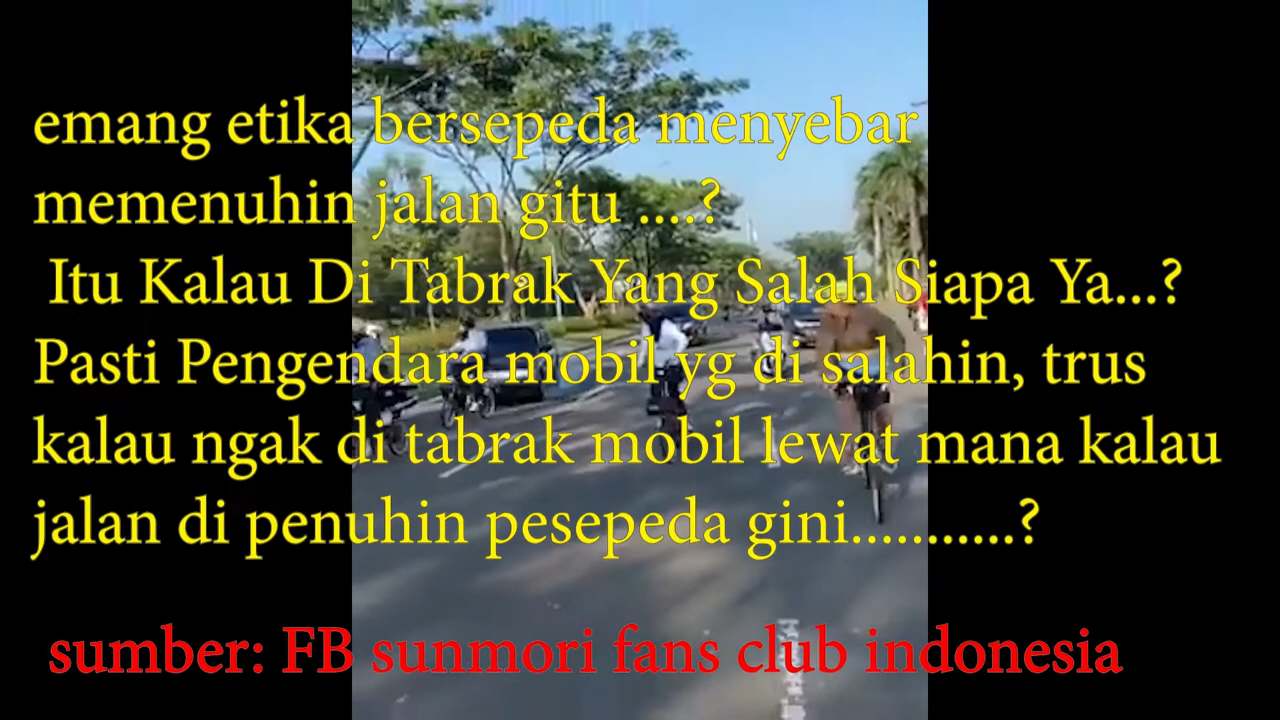 emang etika bersepeda menyebar
memenuhin jalan gitu ....?
Itu Kalau Di Tabrak Yang Salah Siapa Ya...?
Pasti Pengendara mobil yg di salahin, trus
kalau ngak di tabrak mobil lewat mana kalau
jalan di penuhin pesepeda gini...........?
sumber: FB sunmori fans club indonesia